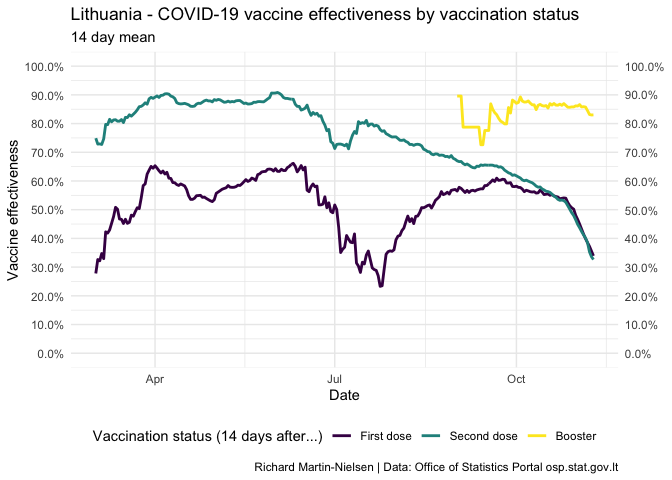 Lithuania - COVID-19 vaccine effectiveness by vaccination status
14 day mean
100.0% 100.0%
90.0% 90.0%
80.0% 80.0%
70.0% 70.0%
60.0% 60.0%
50.0% 50.0%
40.0% 40.0%
30.0% 30.0%
20.0% 20.0%
10.0% 10.0%
0.0% 0.0%
Vaccine effectiveness
Apr Jul Oct
Date
Vaccination status (14 days after...) First dose Second dose Booster
Richard Martin-Nielsen | Data: Office of Statistics Portal osp.stat.gov.lt